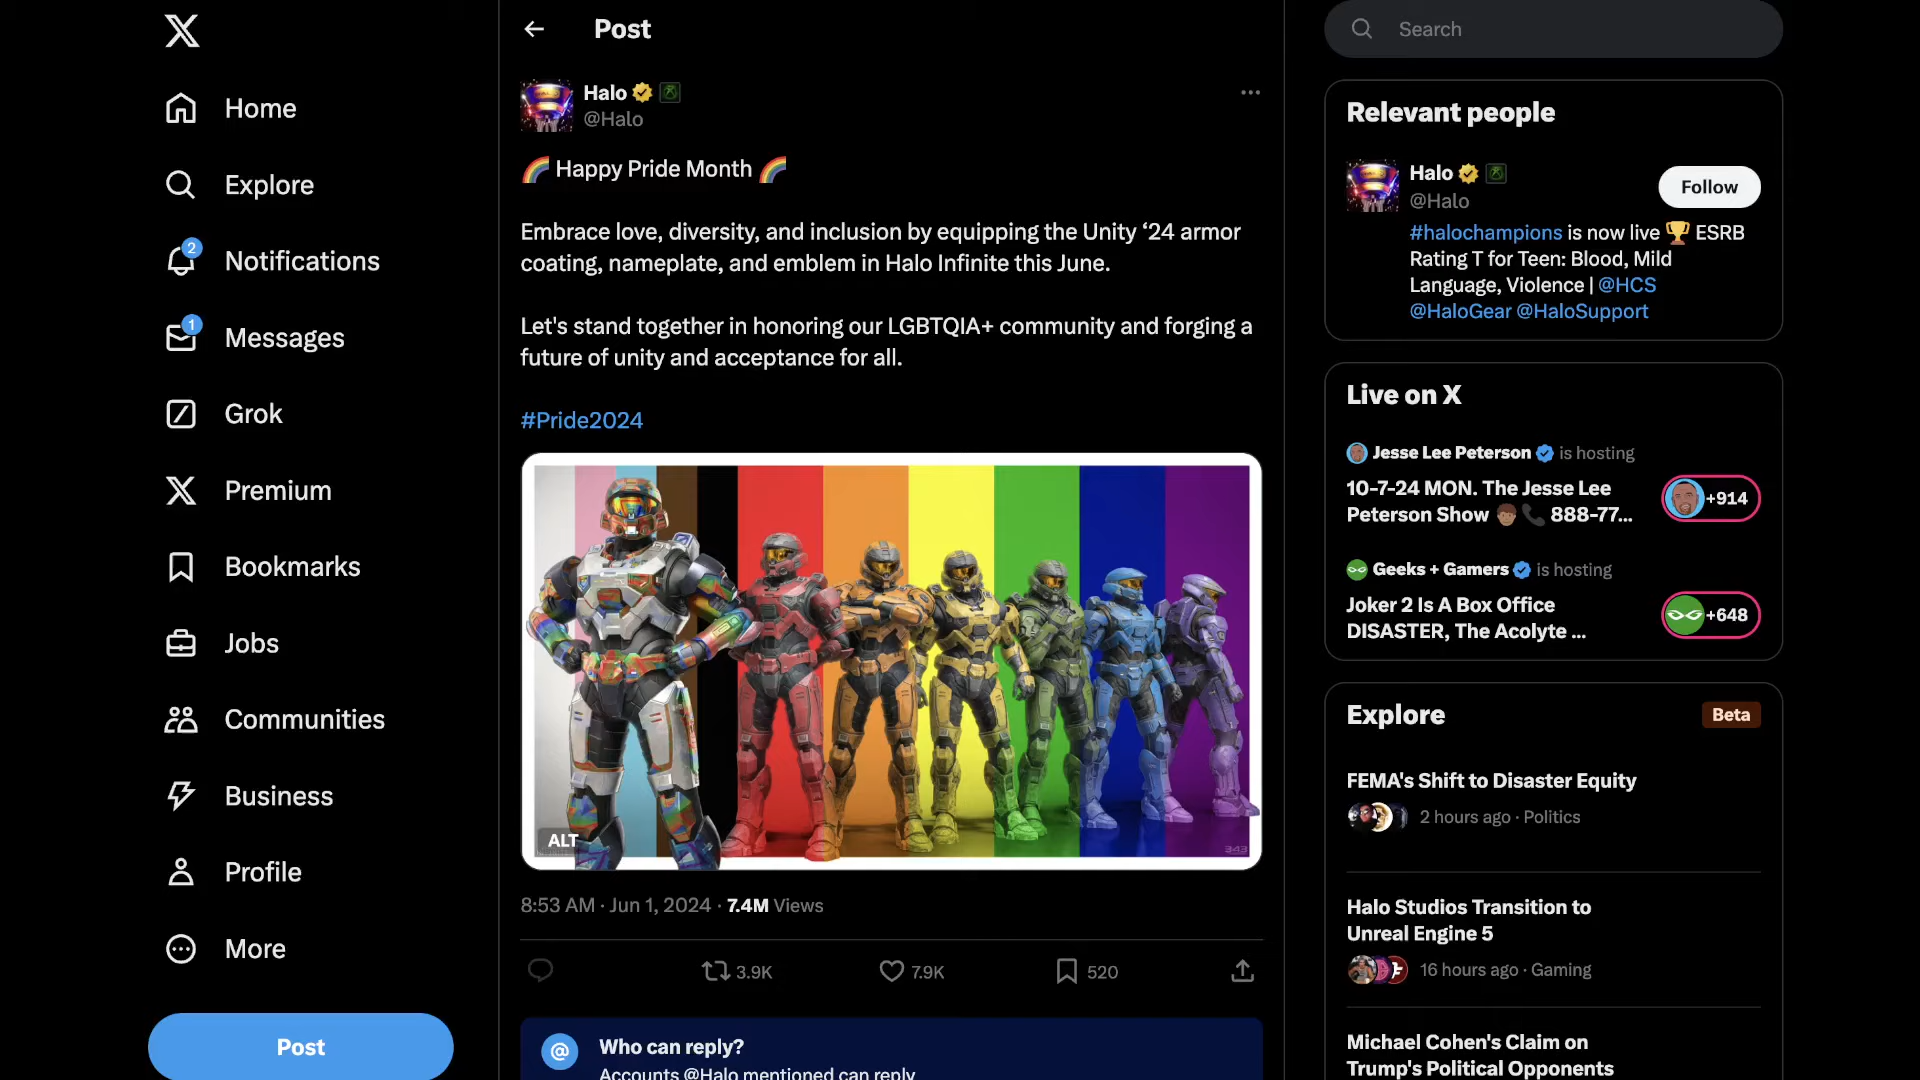 Home
Explore
2
Notifications
1
Messages
Grok
Premium
Bookmarks
Jobs
Communities
Business
Profile
More
Post
Post
Halo
@Halo
Happy Pride Month
Embrace love, diversity, and inclusion by equipping the Unity ‘24 armor
coating, nameplate, and emblem in Halo Infinite this June.
Let's stand together in honoring our LGBTQIA+ community and forging a
future of unity and acceptance for all.
#Pride2024
ALT
343
8:53 AM · Jun 1, 2024 · 7.4M Views
3.9K
7.9K
520
Who can reply?
Accounts @Halo mentioned can reply
Search
Relevant people
Halo
@Halo
Follow
#halochampions is now live 🏆 ESRB
Rating T for Teen: Blood, Mild
Language, Violence | @HCS
@HaloGear @HaloSupport
Live on X
Jesse Lee Peterson is hosting
10-7-24 MON. The Jesse Lee
Peterson Show 👨🏽 📞 888-77...
+914
Geeks + Gamers is hosting
Joker 2 Is A Box Office
DISASTER, The Acolyte ...
+648
Explore
Beta
FEMA's Shift to Disaster Equity
2 hours ago · Politics
Halo Studios Transition to
Unreal Engine 5
16 hours ago · Gaming
Michael Cohen's Claim on
Trump's Political Opponents